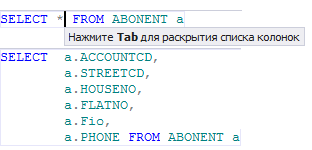 SELECT * FROM ABONENT a
Нажмите Tab для раскрытия списка колонок
SELECT a.ACCOUNTCD,
a.STREETCD,
a.HOUSENO,
a.FLATNO,
a.Fio,
a.PHONE FROM ABONENT a